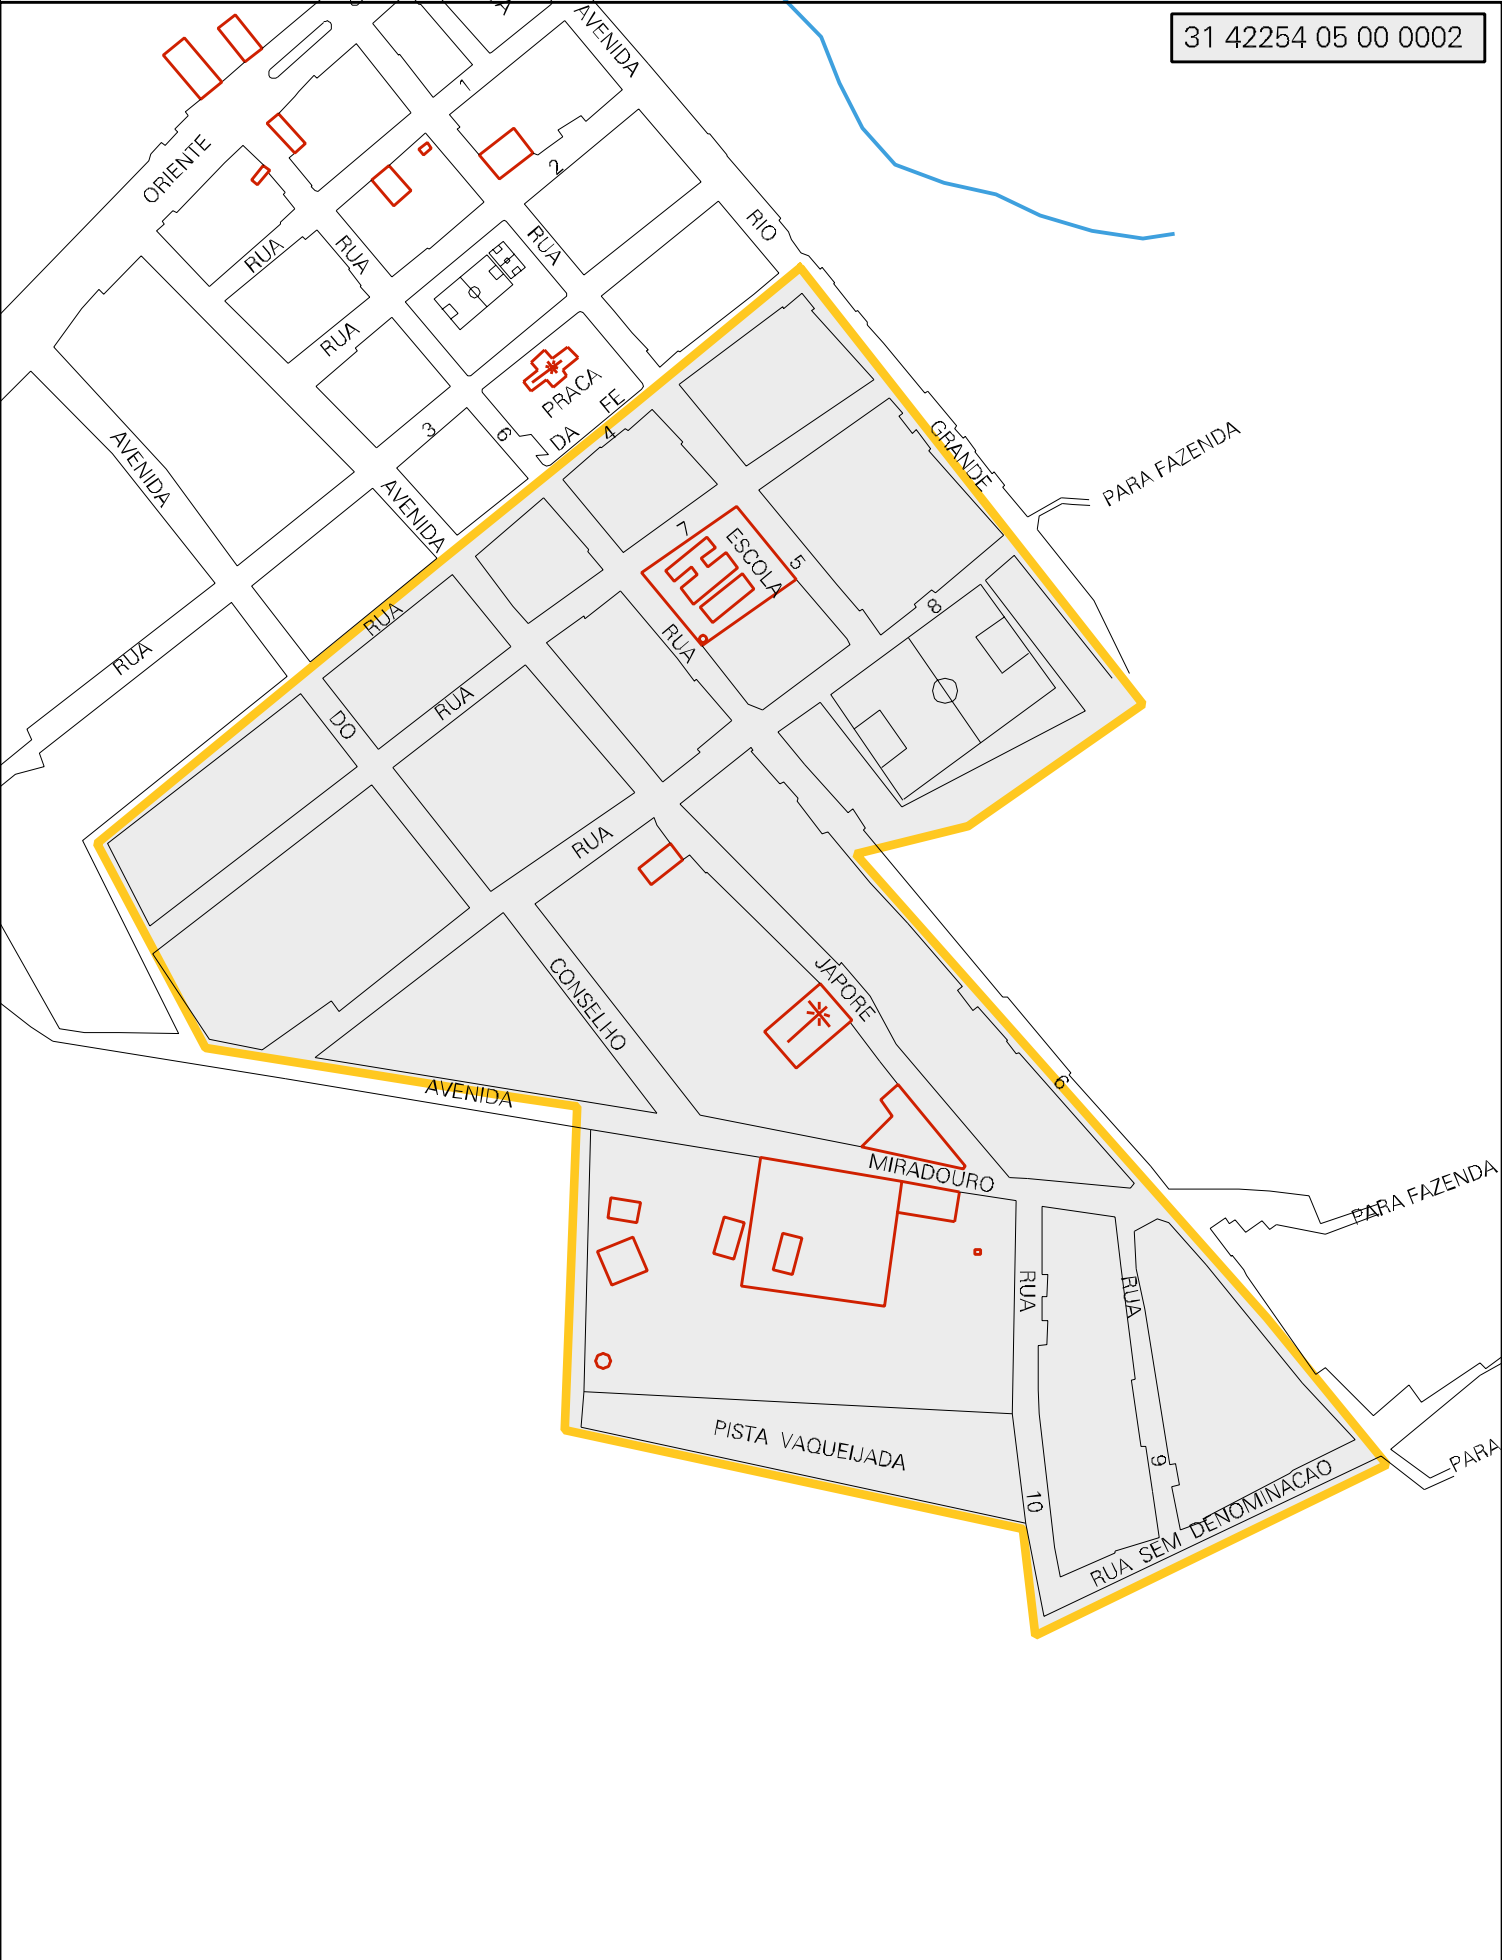 31 42254 05 00 0002
AVENIDA
1
ORIENTE
2
RIO
RUA
RUA
RUA
RUA
PRACA
DA FE
AVENIDA
3
6
4
AVENIDA
GRANDE
PARA FAZENDA
7
ESCOLA
5
RUA
8
RUA
RUA
RUA
DO
RUA
CONSELHO
JAPORE
AVENIDA
6
MIRADOURO
PARA FAZENDA
RUA
RUA
PISTA VAQUEIJADA
9
10
PARA
RUA SEM DENOMINACAO